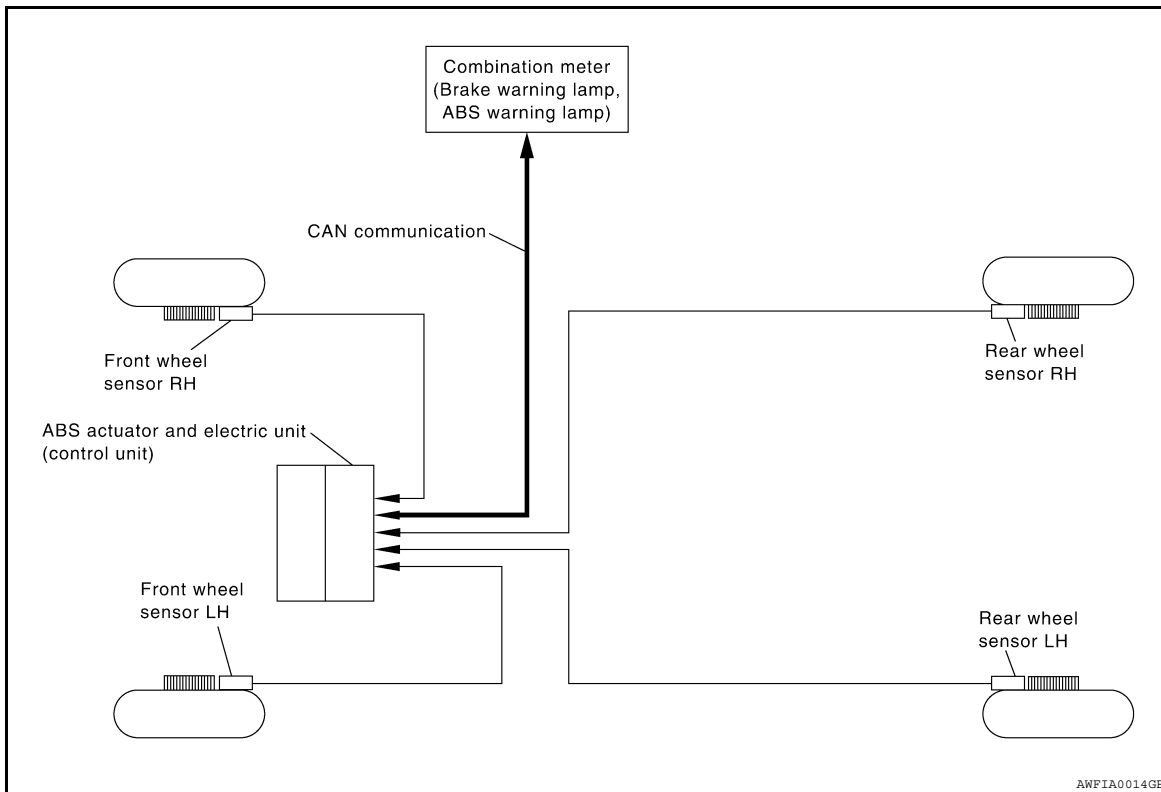 Combination meter
(Brake warning lamp,
ABS warning lamp)
CAN communication
Front wheel
sensor RH
Rear wheel
sensor RH
ABS actuator and electric unit
(control unit)
Front wheel
sensor LH
Rear wheel
sensor LH
AWFIA0014GB